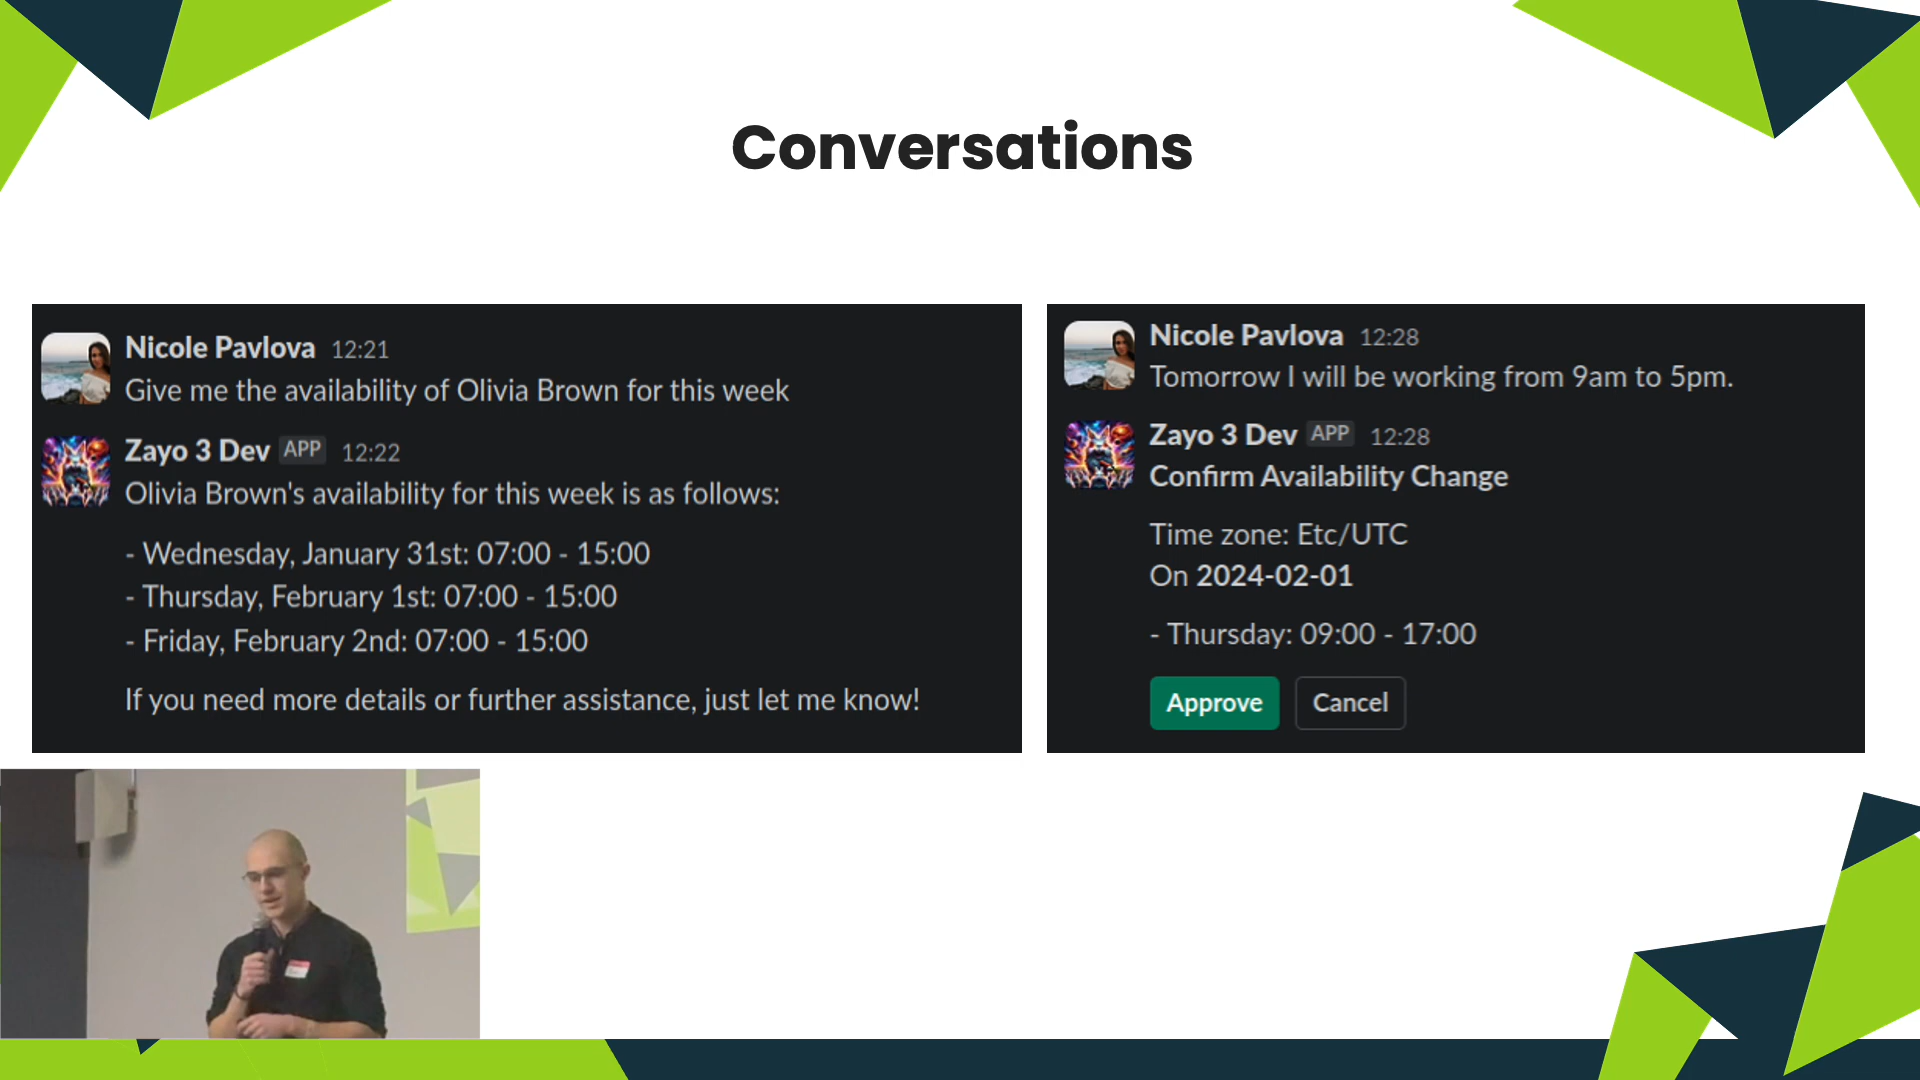 Conversations
Nicole Pavlova 12:21
Give me the availability of Olivia Brown for this week
Zayo 3 Dev APP 12:22
Olivia Brown's availability for this week is as follows:
- Wednesday, January 31st: 07:00 - 15:00
- Thursday, February 1st: 07:00 - 15:00
- Friday, February 2nd: 07:00 - 15:00
If you need more details or further assistance, just let me know!
Nicole Pavlova 12:28
Tomorrow I will be working from 9am to 5pm.
Zayo 3 Dev APP 12:28
Confirm Availability Change
Time zone: Etc/UTC
On 2024-02-01
- Thursday: 09:00 - 17:00
Approve Cancel